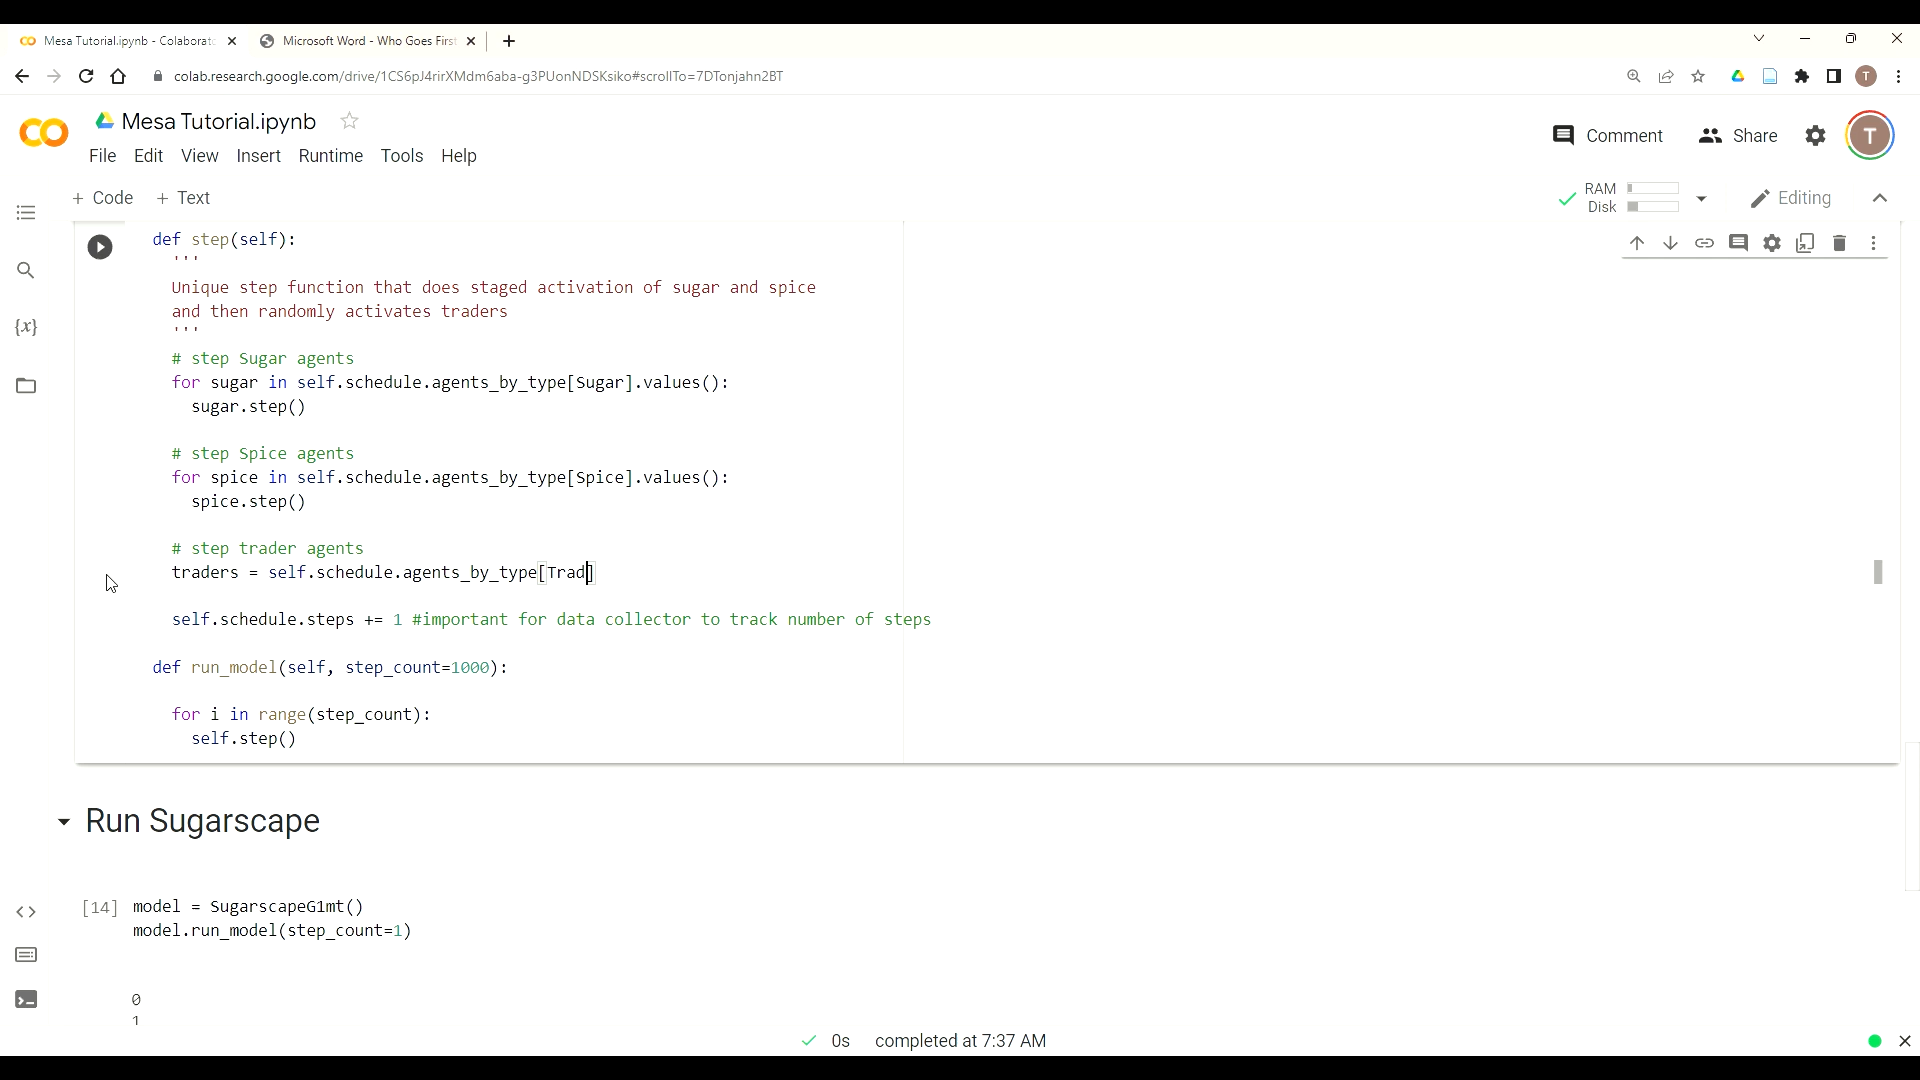 Mesa Tutorial.ipynb - Colaborato
Microsoft Word - Who Goes First
colab.research.google.com/drive/1CS6pJ4rirXMdm6aba-g3PUonNDSKsiko#scrollTo=7DTonjahn2BT
T
Mesa Tutorial.ipynb
Comment
Share
T
File Edit View Insert Runtime Tools Help
+ Code + Text
RAM
Disk
Editing
{x}
def step(self):
'''
Unique step function that does staged activation of sugar and spice
and then randomly activates traders
'''
# step Sugar agents
for sugar in self.schedule.agents_by_type[Sugar].values():
sugar.step()
# step Spice agents
for spice in self.schedule.agents_by_type[Spice].values():
spice.step()
# step trader agents
traders = self.schedule.agents_by_type[Trad]
self.schedule.steps += 1 #important for data collector to track number of steps
def run_model(self, step_count=1000):
for i in range(step_count):
self.step()
Run Sugarscape
[14] model = SugarscapeG1mt()
model.run_model(step_count=1)
0
1
0s completed at 7:37 AM